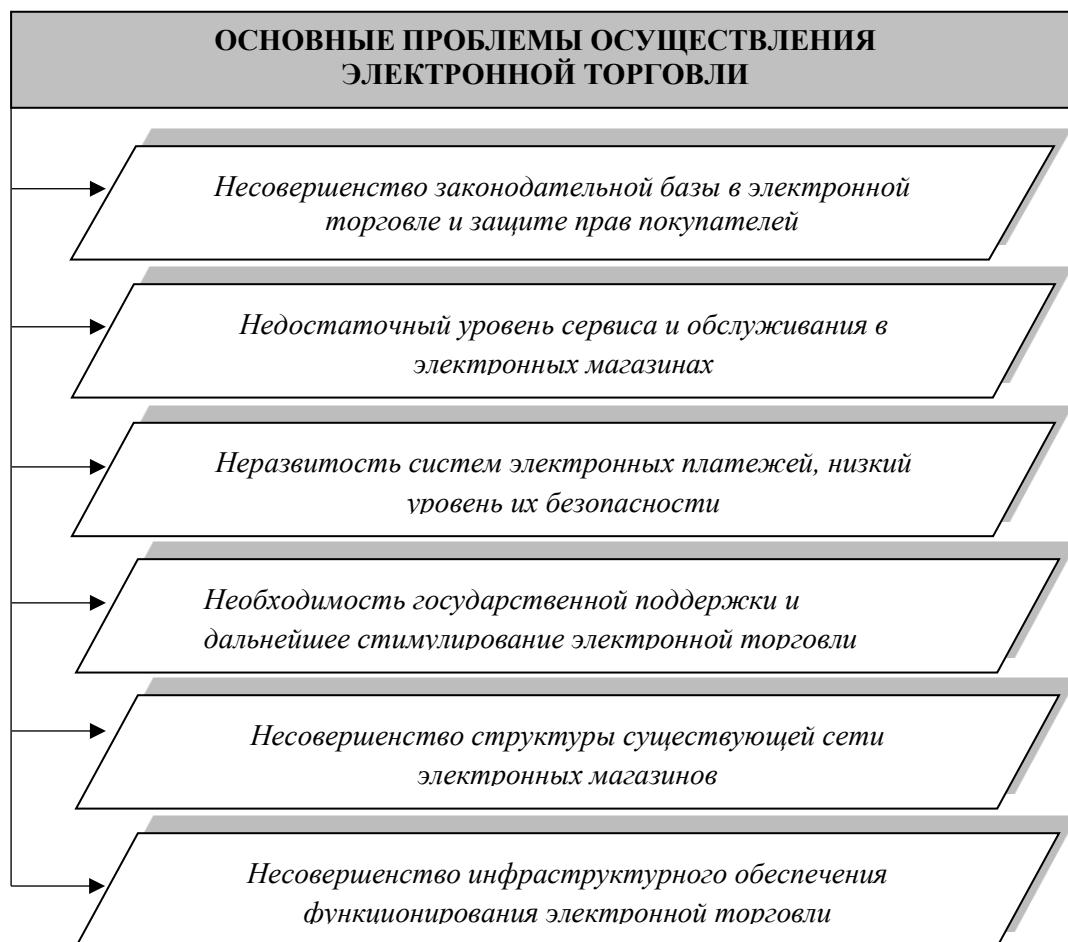 ОСНОВНЫЕ ПРОБЛЕМЫ ОСУЩЕСТВЛЕНИЯ
ЭЛЕКТРОННОЙ ТОРГОВЛИ
Несовершенство законодательной базы в электронной
торговле и защите прав покупателей
Недостаточный уровень сервиса и обслуживания в
электронных магазинах
Неразвитость систем электронных платежей, низкий
уровень их безопасности
Необходимость государственной поддержки и
дальнейшее стимулирование электронной торговли
Несовершенство структуры существующей сети
электронных магазинов
Несовершенство инфраструктурного обеспечения
функционирования электронной торговли